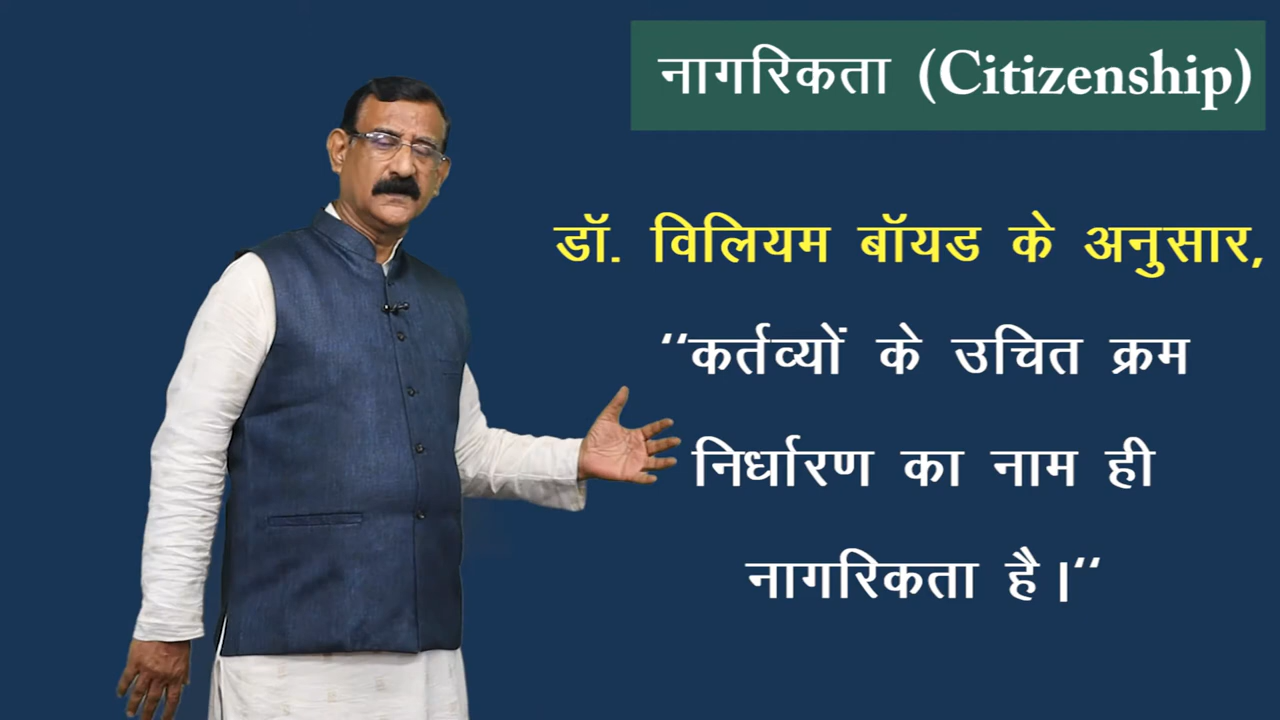 नागरिकता (Citizenship)
डॉ. विलियम बॉयड के अनुसार,
‘‘कर्तव्यों के उचित क्रम
निर्धारण का नाम ही
नागरिकता है।‘‘